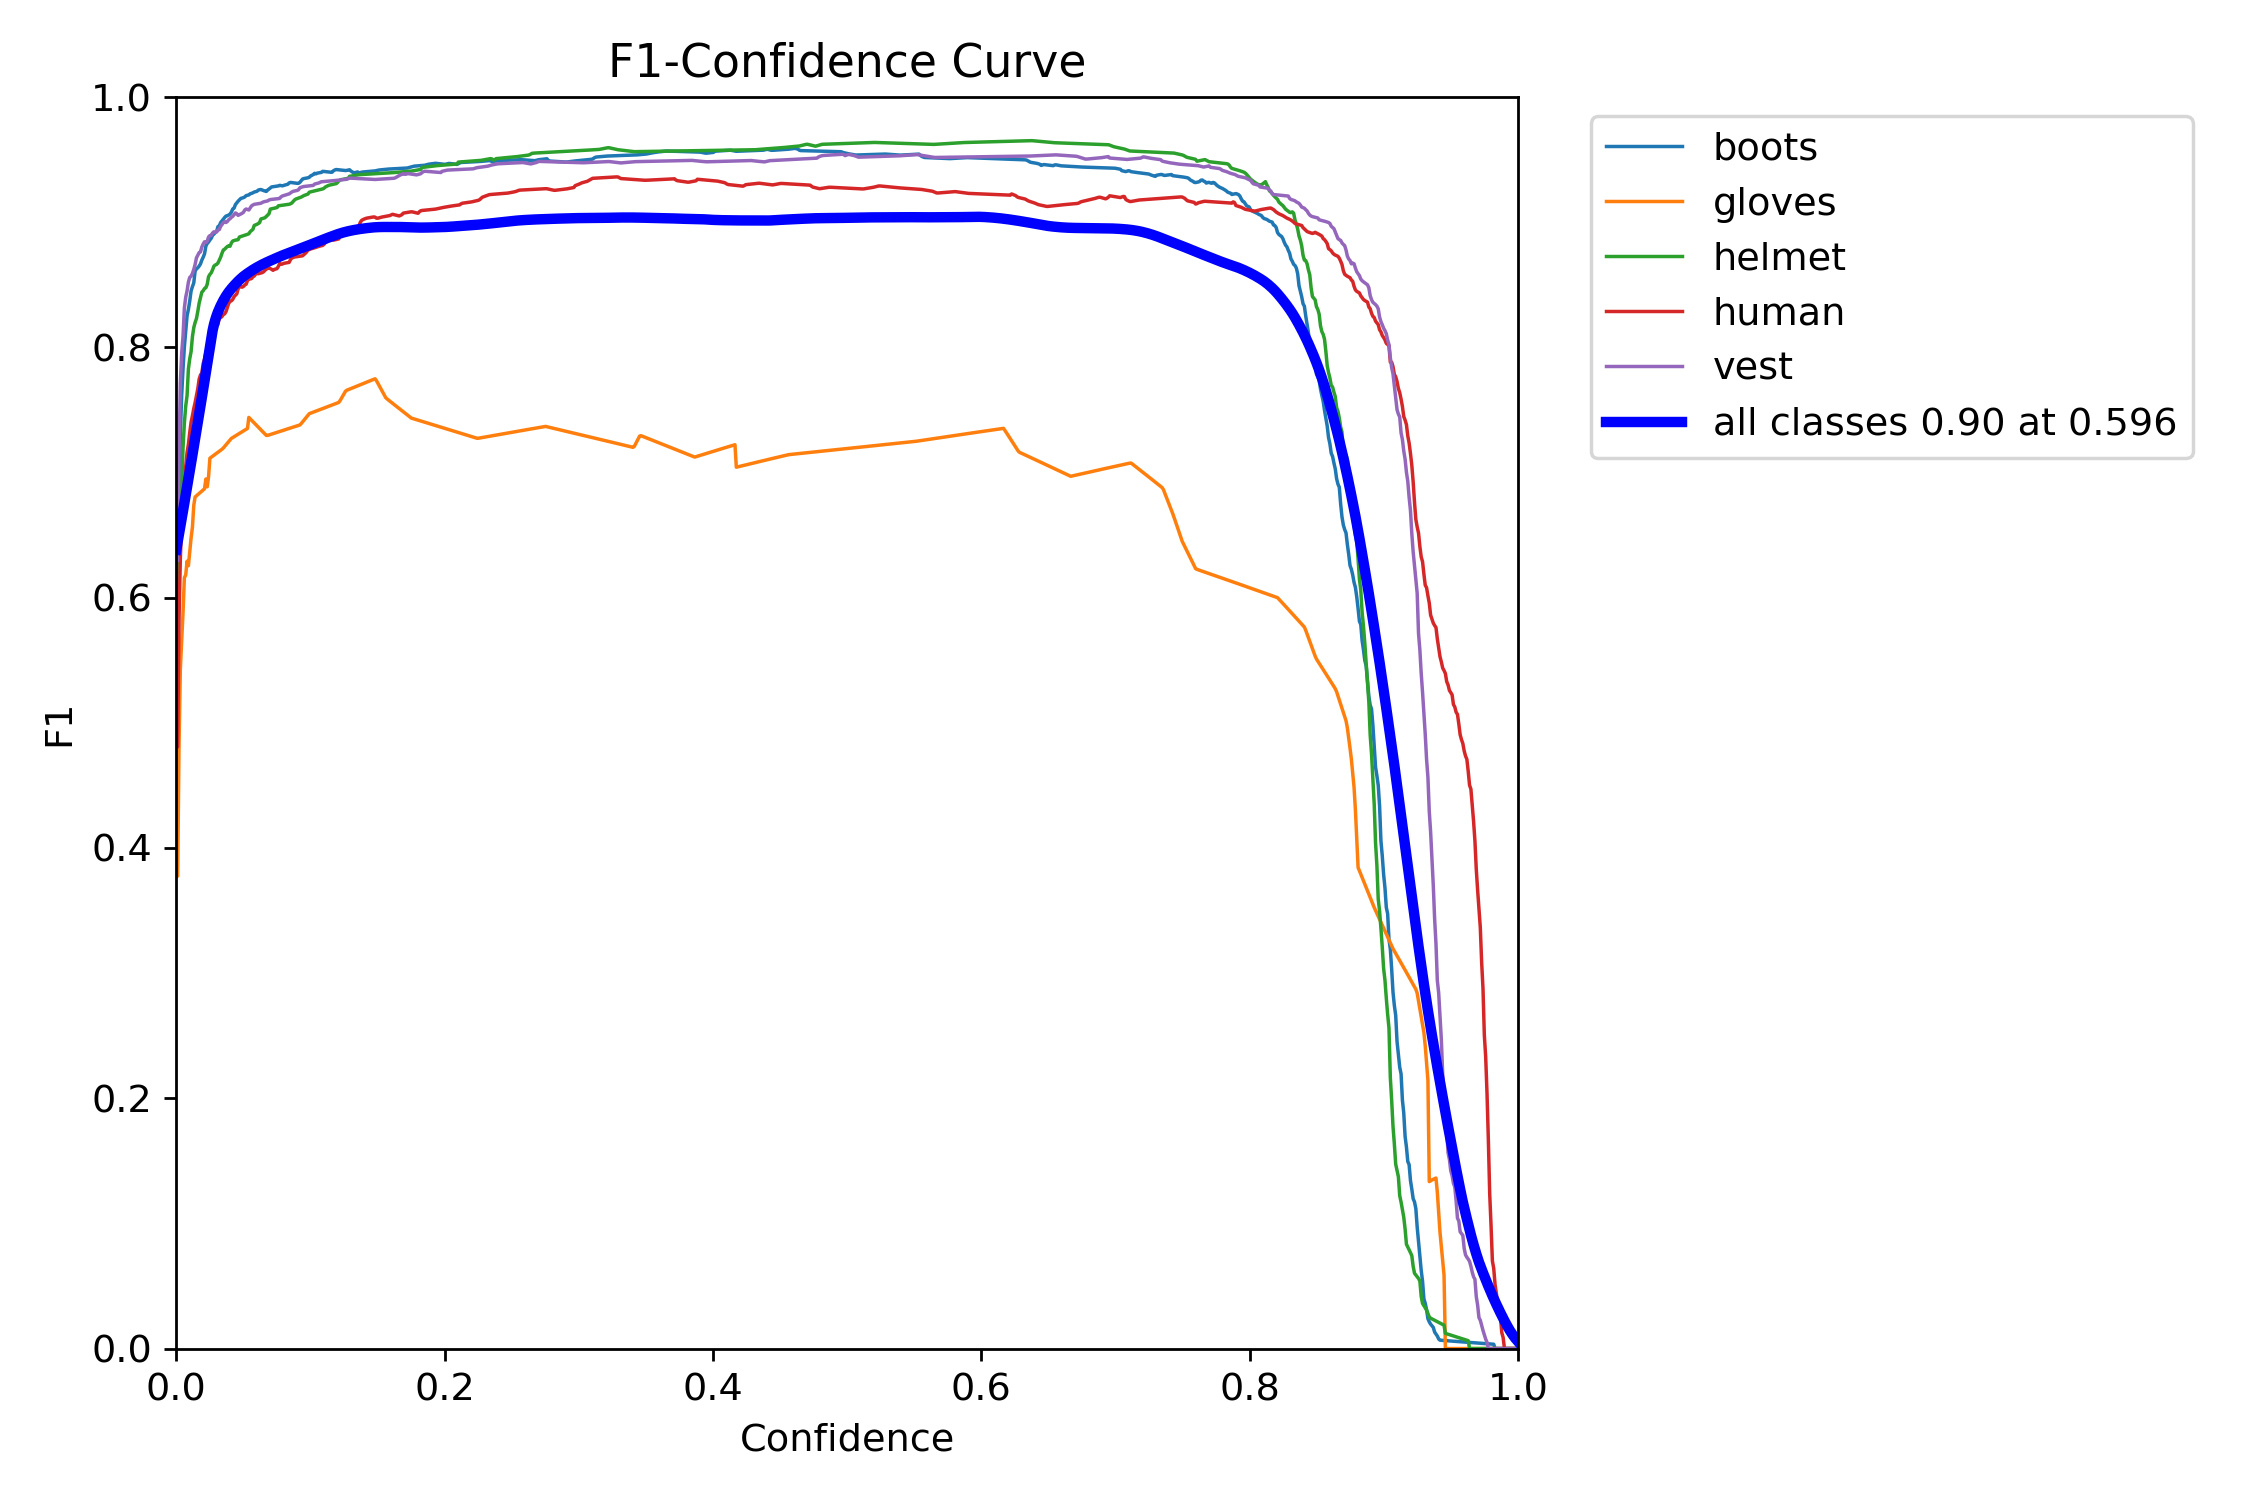 F1-Confidence Curve
1.0
0.8
0.6
0.4
0.2
0.0
F1
0.0 0.2 0.4 0.6 0.8 1.0
Confidence
boots
gloves
helmet
human
vest
all classes 0.90 at 0.596